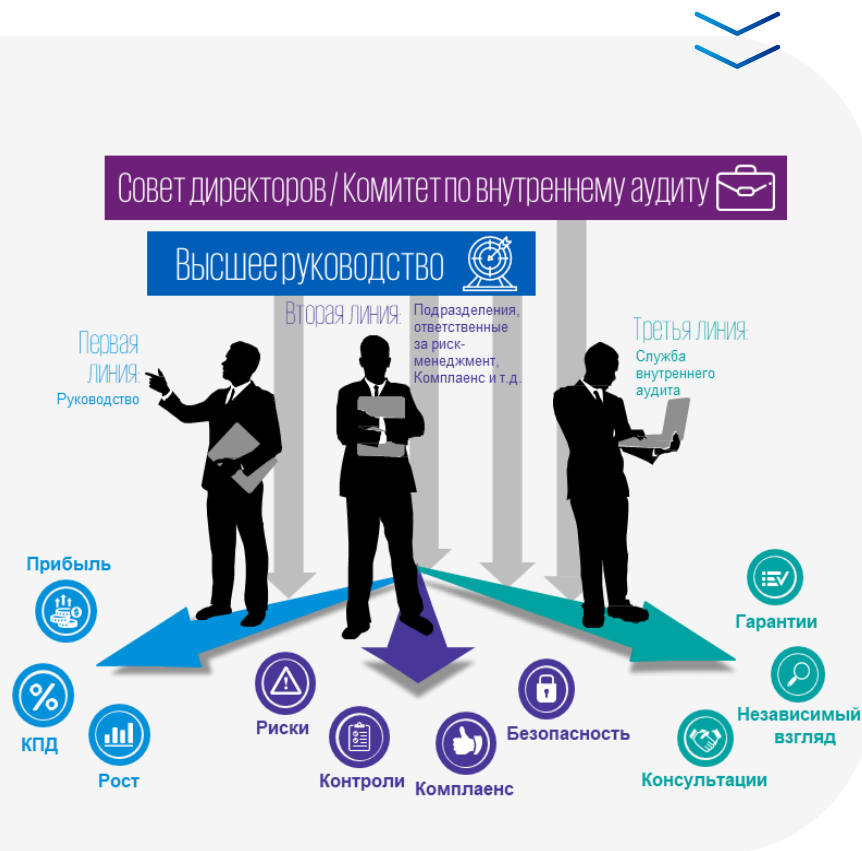 Совет директоров / Комитет по внутреннему аудиту
Высшее руководство
Первая
линия:
Руководство
Вторая линия:
Подразделения,
ответственные
за риск-
менеджмент,
Комплаенс и т.д.
Третья линия:
Служба
внутреннего
аудита
Прибыль
КПД
Рост
Риски
Контроли
Комплаенс
Безопасность
Гарантии
Независимый
взгляд
Консультации